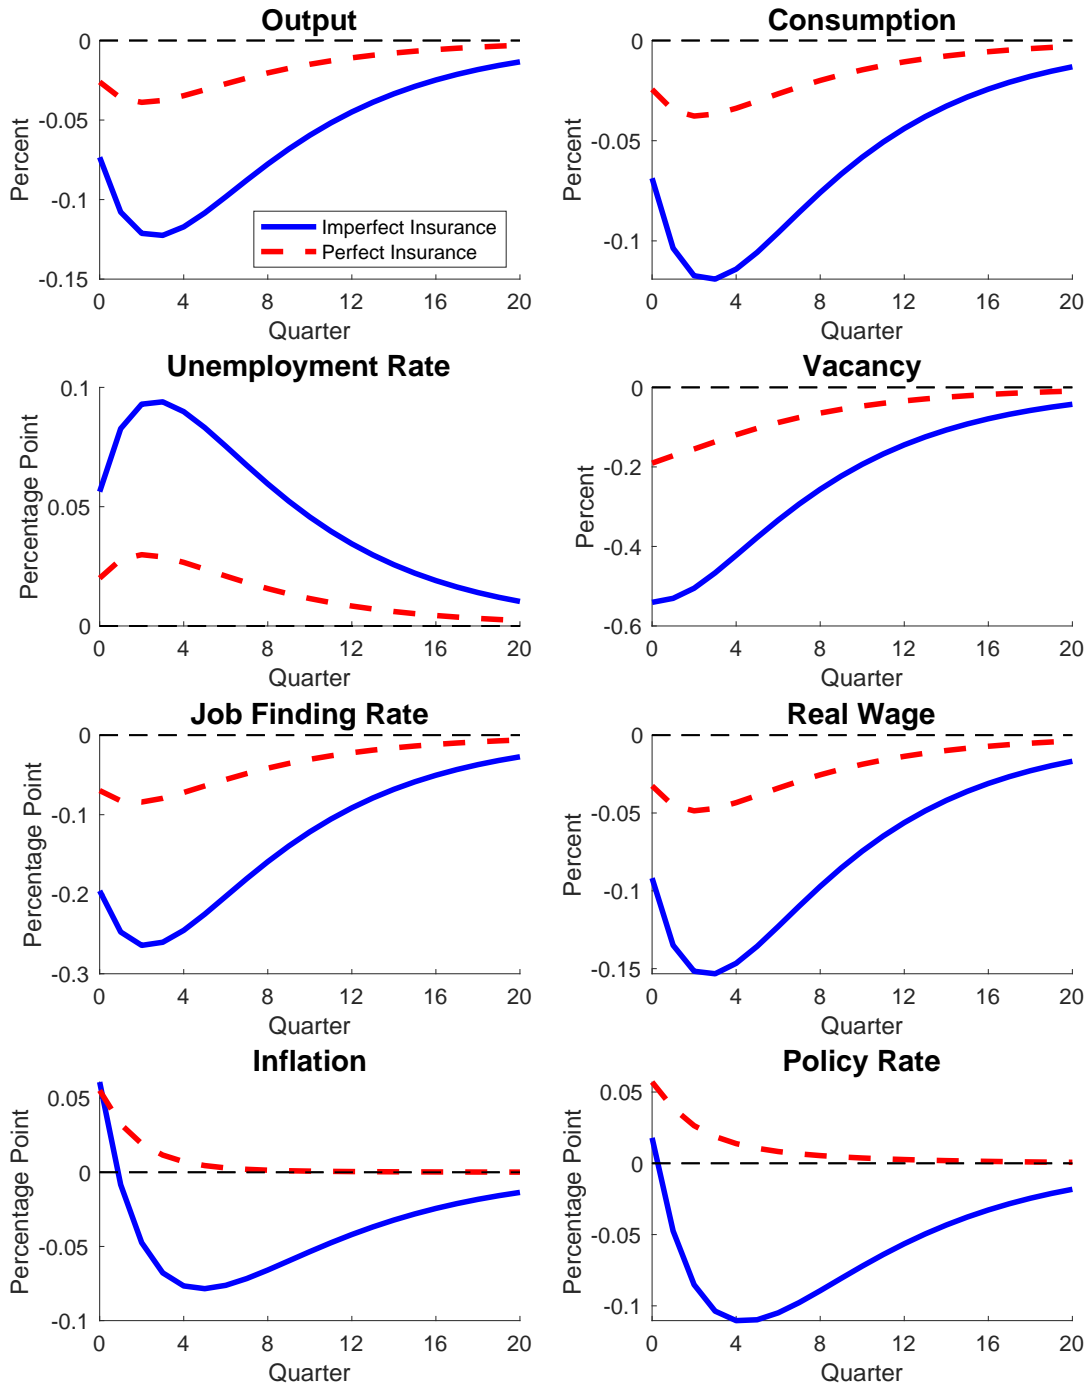 Output
0
-0.05
-0.1
-0.15
Percent
Imperfect Insurance
Perfect Insurance
0 4 8 12 16 20
Quarter
Consumption
0
-0.05
-0.1
Percent
0 4 8 12 16 20
Quarter
Unemployment Rate
0.1
0.05
0
Percentage Point
0 4 8 12 16 20
Quarter
Vacancy
0
-0.2
-0.4
-0.6
Percent
0 4 8 12 16 20
Quarter
Job Finding Rate
0
-0.1
-0.2
-0.3
Percentage Point
0 4 8 12 16 20
Quarter
Real Wage
0
-0.05
-0.1
-0.15
Percent
0 4 8 12 16 20
Quarter
Inflation
0.05
0
-0.05
-0.1
Percentage Point
0 4 8 12 16 20
Quarter
Policy Rate
0.05
0
-0.05
-0.1
Percentage Point
0 4 8 12 16 20
Quarter